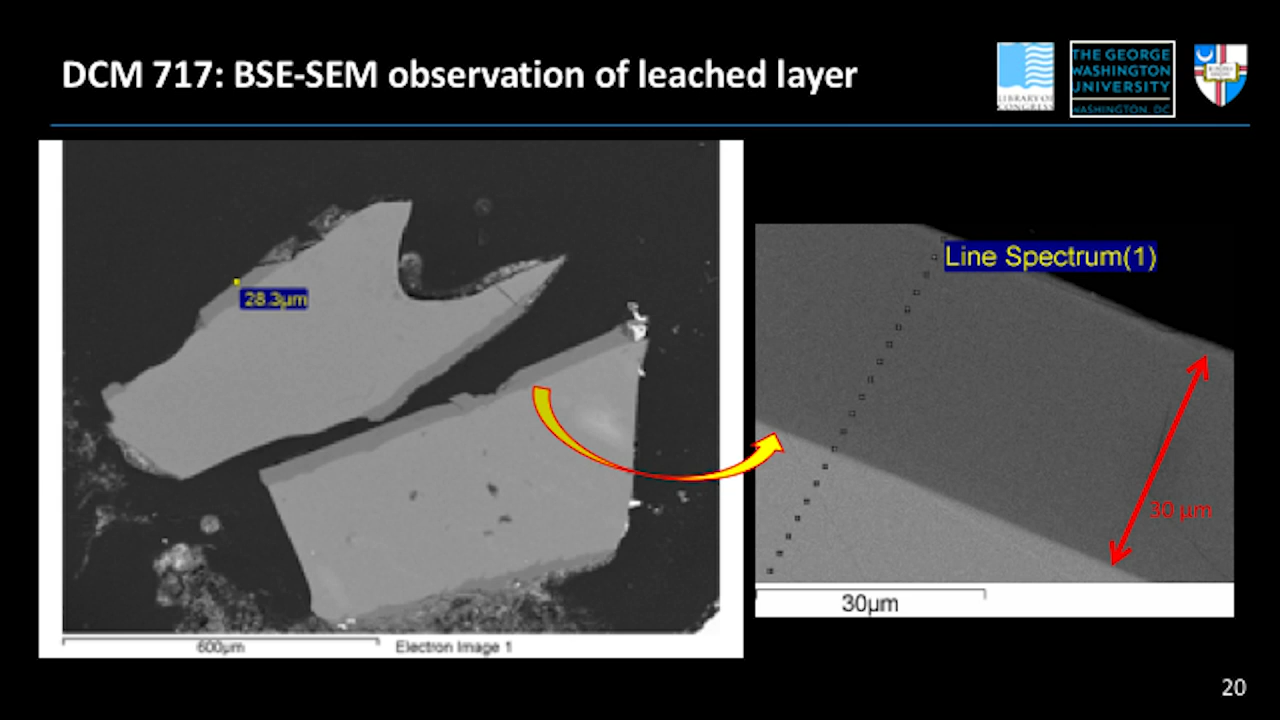 DCM 717: BSE-SEM observation of leached layer
LIBRARY OF
CONGRESS
THE GEORGE
WASHINGTON
UNIVERSITY
WASHINGTON, DC
28.3µm
600µm
Electron Image 1
Line Spectrum(1)
30 µm
30µm
20